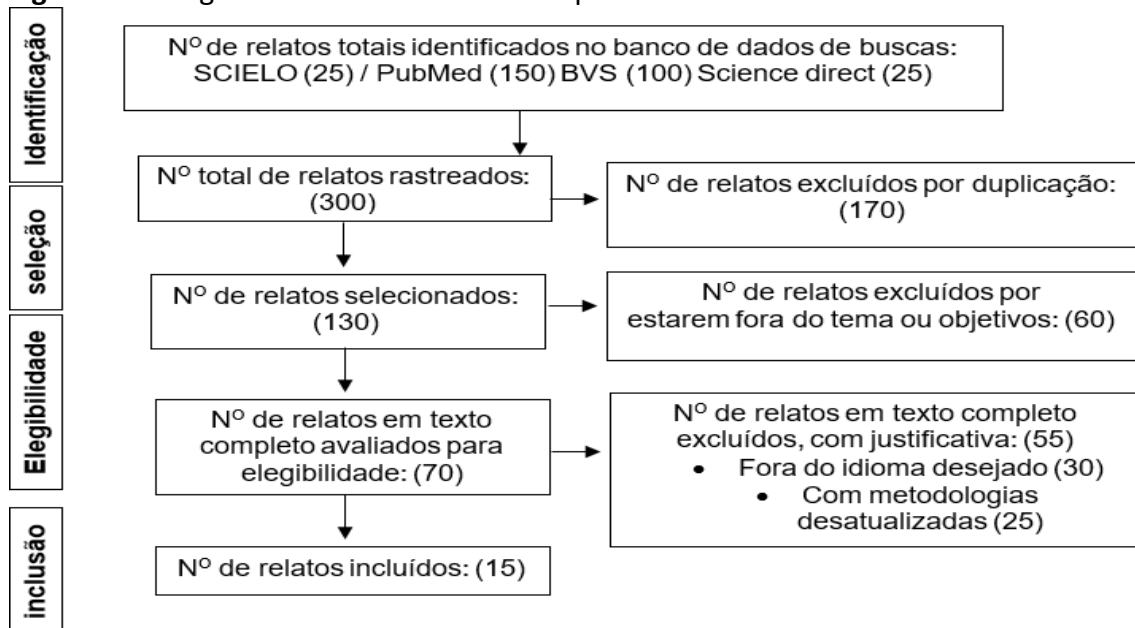 Identificação
Nº de relatos totais identificados no banco de dados de buscas:
SCIELO (25) / PubMed (150) BVS (100) Science direct (25)
Nº total de relatos rastreados:
(300)
Nº de relatos excluídos por duplicação:
(170)
seleção
Nº de relatos selecionados:
(130)
Nº de relatos excluídos por
estarem fora do tema ou objetivos: (60)
Elegibilidade
Nº de relatos em texto
completo avaliados para
elegibilidade: (70)
Nº de relatos em texto completo
excluídos, com justificativa: (55)
• Fora do idioma desejado (30)
• Com metodologias
desatualizadas (25)
inclusão
Nº de relatos incluídos: (15)